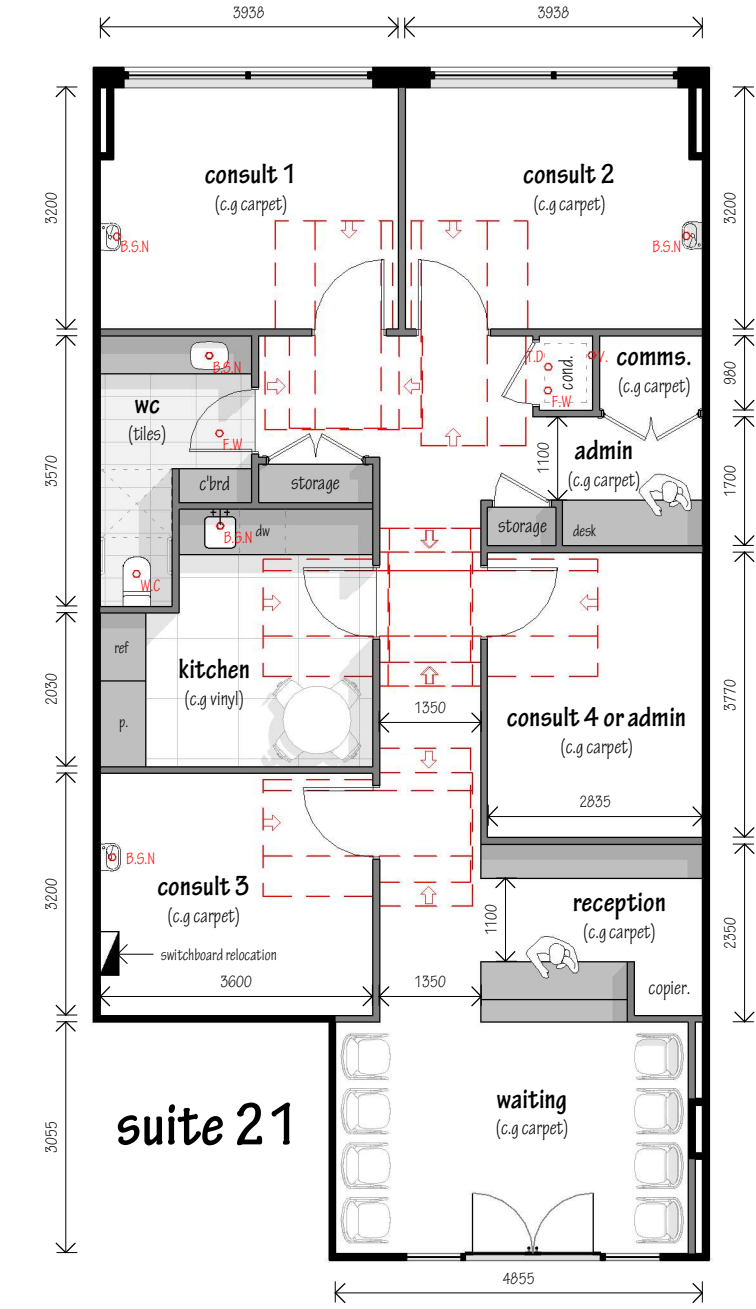 3938
3938
consult 1
(c.g carpet)
consult 2
(c.g carpet)
3200
3200
B.S.N
B.S.N
B.S.N
T.D
V.
cond.
F.W
comms.
(c.g carpet)
980
wc
(tiles)
F.W
3570
1100
admin
(c.g carpet)
1700
c'brd
storage
storage
desk
B.S.N
dw
W.C
ref
kitchen
(c.g vinyl)
2030
p.
1350
consult 4 or admin
(c.g carpet)
3770
2835
B.S.N
consult 3
(c.g carpet)
3200
switchboard relocation
3600
1350
1100
reception
(c.g carpet)
2350
copier.
suite 21
3055
waiting
(c.g carpet)
4855